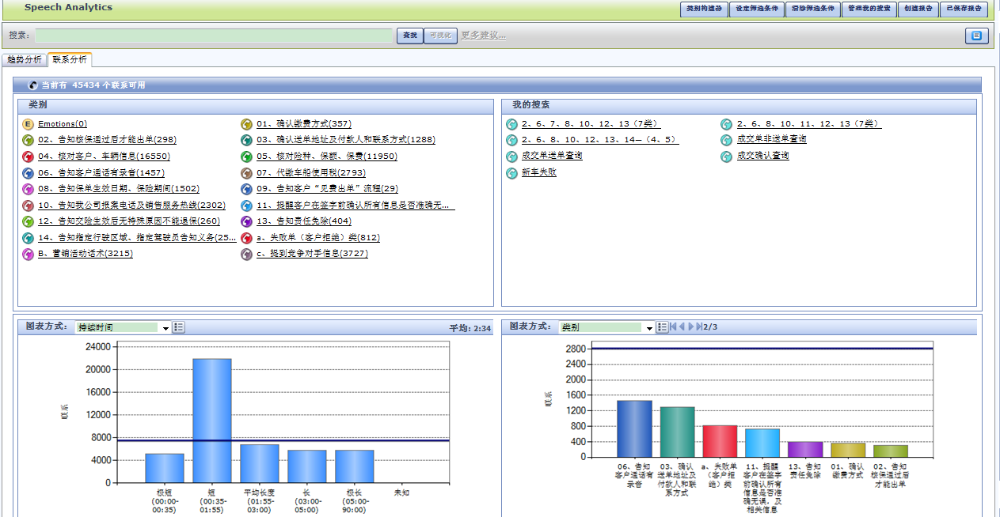 Speech Analytics
类别构建器 设定筛选条件 清除筛选条件 管理我的搜索 创建报告 已保存报告
搜索: 查找 可视化 更多建议...
趋势分析 联系分析
当前有 45434 个联系可用
类别
Emotions(0)
01、确认缴费方式(357)
02、告知核保通过后才能出单(298)
03、确认送单地址及付款人和联系方式(1288)
04、核对客户、车辆信息(16550)
05、核对险种、保额、保费(11950)
06、告知客户通话有录音(1457)
07、代缴车船使用税(2793)
08、告知保单生效日期、保险期间(1502)
09、告知客户“见费出单”流程(29)
10、告知我公司报案电话及销售服务热线(2302)
11、提醒客户在签字前确认所有信息是否准确无...
12、告知交险生效后无特殊原因不能退保(260)
13、告知责任免除(404)
14、告知指定行驶区域、指定驾驶员告知义务(25...
a、失败单（客户拒绝）类(812)
B、营销活动话术(3215)
c、提到竞争对手信息(3727)
我的搜索
2、6、7、8、10、12、13（7类）
2、6、8、10、11、12、13（7类）
2、6、8、10、12、13、14—（4、5）
成交单非送单查询
成交单送单查询
成交确认查询
新车失败
图表方式: 持续时间 平均: 2:34
24000
20000
16000
12000
8000
4000
0
联系
极短
(00:00-
00:35)
短
(00:35-
01:55)
平均长度
(01:55-
03:00)
长
(03:00-
05:00)
极长
(05:00-
90:00)
未知
图表方式: 类别 2/3
2800
2400
2000
1600
1200
800
400
0
联系
06、告知
客户通话有
录音
03、确认
送单地址及
付款人和联
系方式
a、失败单
（客户拒
绝）类
11、提醒
客户在签字
前确认所有
信息是否准
确无误，及
相关信息
13、告知
责任免除
01、确认
缴费方式
02、告知
核保通过后
才能出单